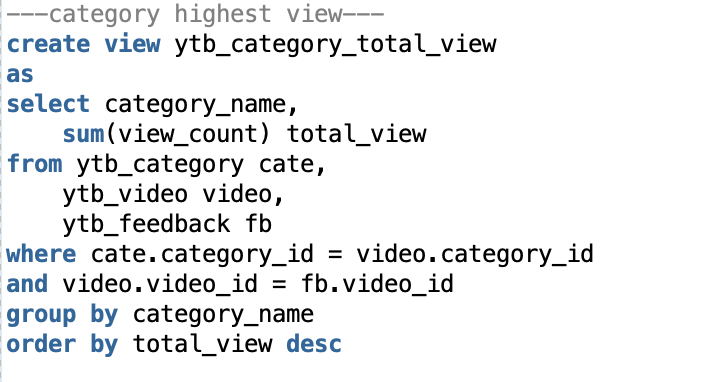 ---category highest view---
create view ytb_category_total_view
as
select category_name,
    sum(view_count) total_view
from ytb_category cate,
    ytb_video video,
    ytb_feedback fb
where cate.category_id = video.category_id
and video.video_id = fb.video_id
group by category_name
order by total_view desc